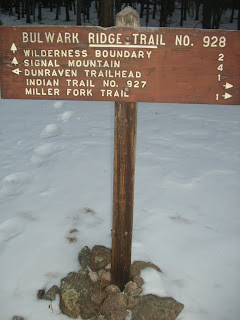 BULWARK RIDGE TRAIL NO. 928
WILDERNESS BOUNDARY 2
SIGNAL MOUNTAIN 4
DUNRAVEN TRAILHEAD 1
INDIAN TRAIL NO. 927
MILLER FORK TRAIL 1